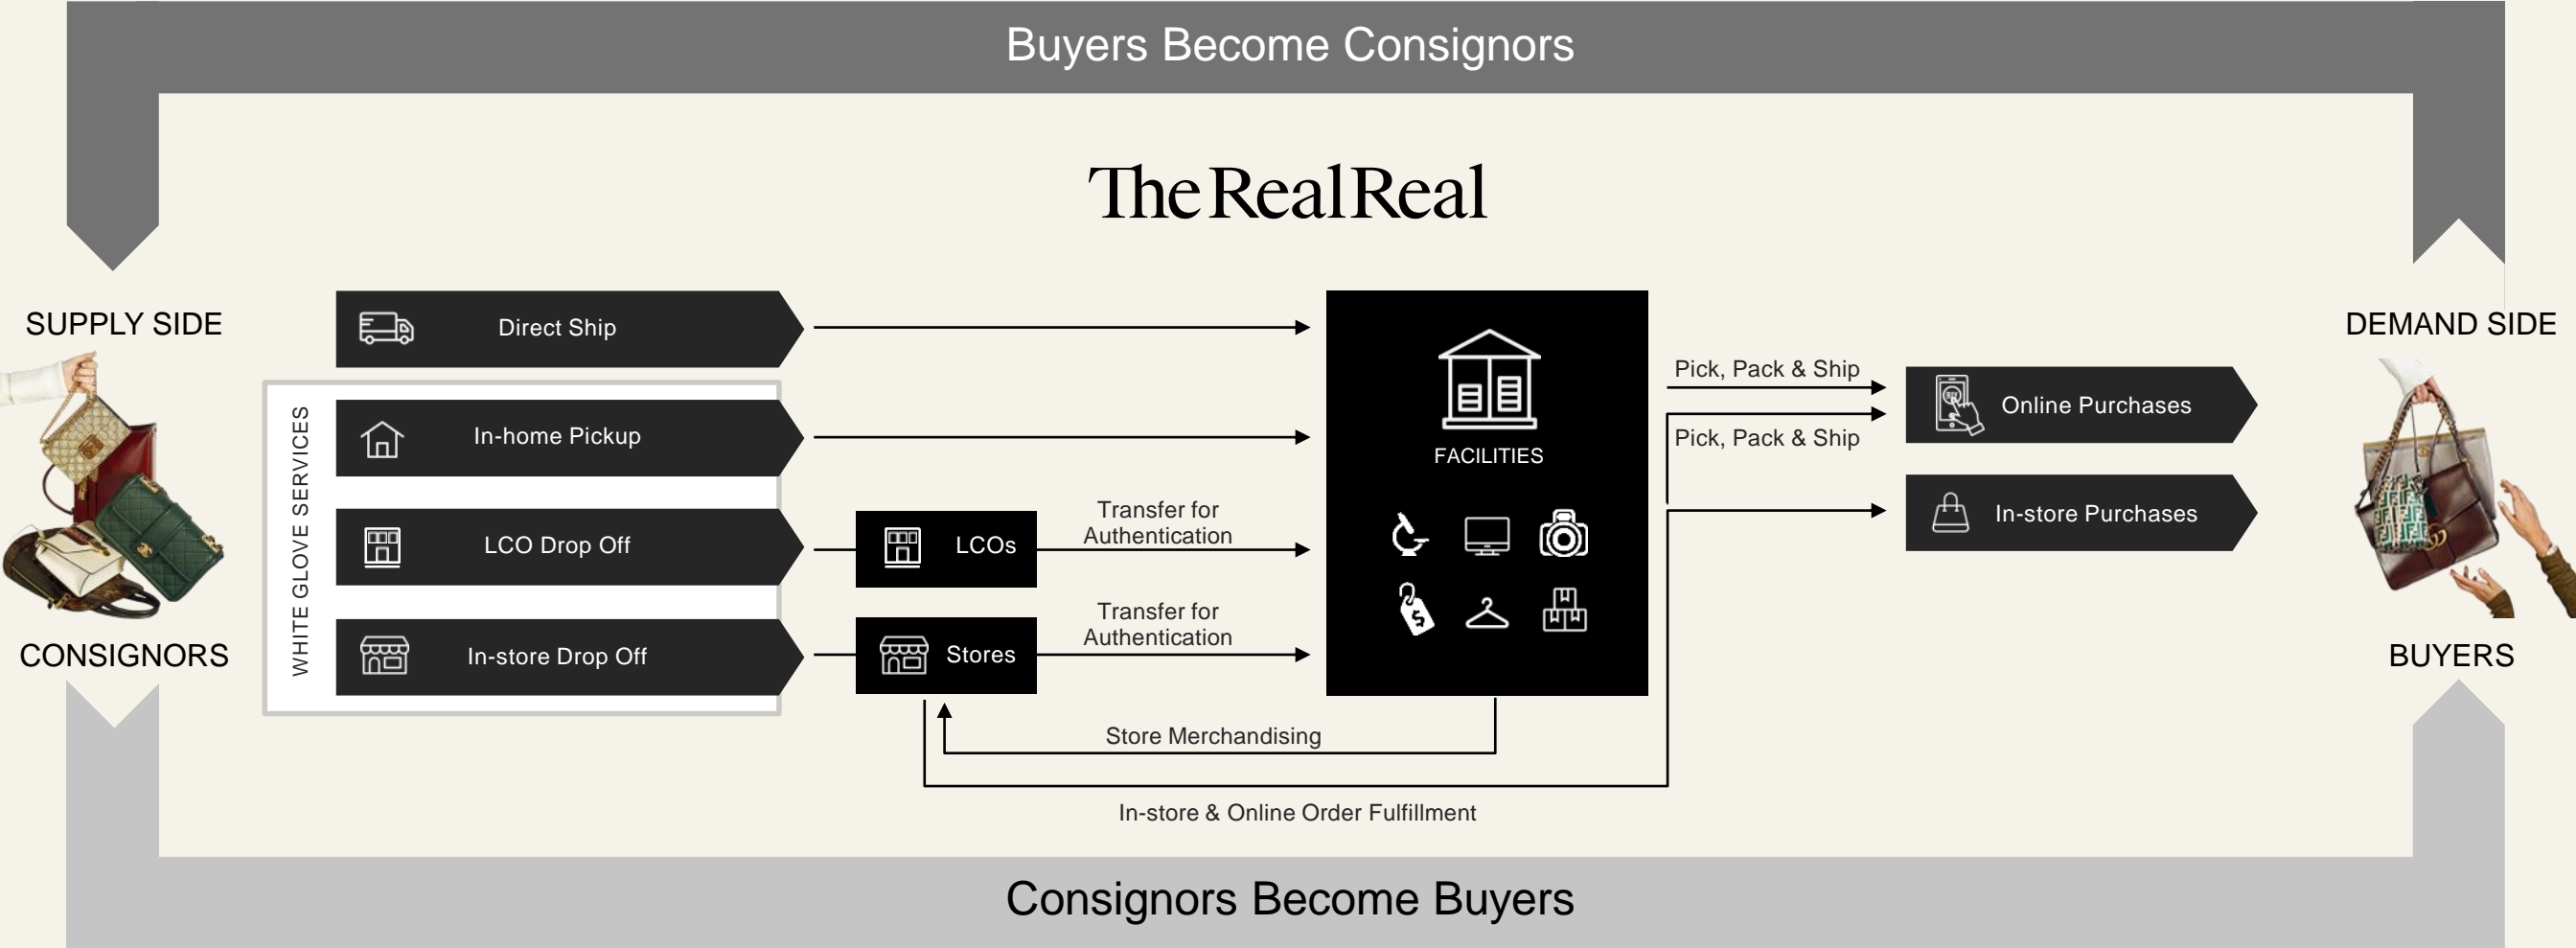 Buyers Become Consignors
TheRealReal
SUPPLY SIDE
CONSIGNORS
WHITE GLOVE SERVICES
Direct Ship
In-home Pickup
LCO Drop Off
In-store Drop Off
LCOs
Stores
Transfer for
Authentication
Transfer for
Authentication
FACILITIES
$
Store Merchandising
In-store & Online Order Fulfillment
Pick, Pack & Ship
Pick, Pack & Ship
Online Purchases
In-store Purchases
DEMAND SIDE
BUYERS
Consignors Become Buyers